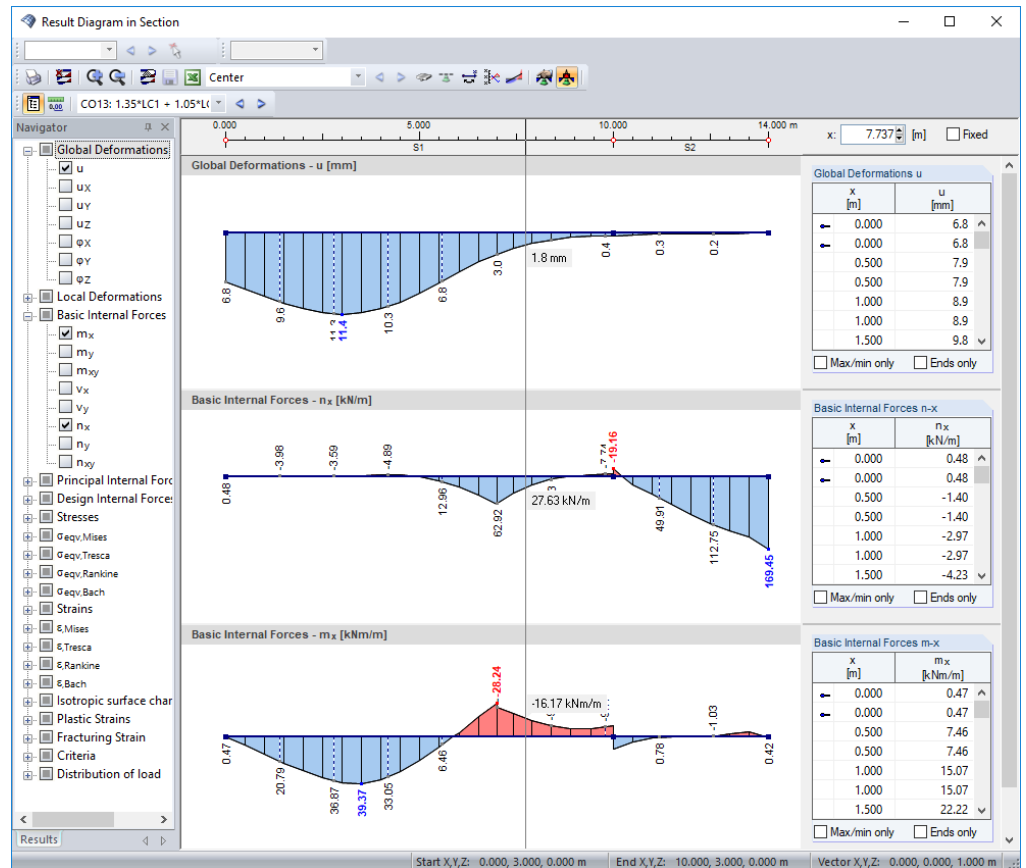 Result Diagram in Section
Center
CO13: 1.35*LC1 + 1.05*L
Navigator
Global Deformations
u
uX
uY
uZ
φX
φY
φZ
Local Deformations
Basic Internal Forces
mx
my
mxy
vx
vy
nx
ny
nxy
Principal Internal Forc
Design Internal Forces
Stresses
σeqv,Mises
σeqv,Tresca
σeqv,Rankine
σeqv,Bach
Strains
ε,Mises
ε,Tresca
ε,Rankine
ε,Bach
Isotropic surface char
Plastic Strains
Fracturing Strain
Criteria
Distribution of load
Results
0.000 5.000 10.000 14.000 m
S1 S2
Global Deformations - u [mm]
6.8 9.6 11.3 11.4 10.3 6.8 3.0 1.8 mm 0.4 0.3 0.2
Basic Internal Forces - nx [kN/m]
0.48 -3.98 -3.59 -4.89 12.96 62.92 27.63 kN/m -7.74 -19.16 49.91 112.75 169.45
Basic Internal Forces - mx [kNm/m]
0.47 20.79 36.87 39.37 33.05 6.46 -28.24 -16.17 kNm/m 0.78 -1.03 0.42
x: 7.737 [m] Fixed
Global Deformations u
x u
[m] [mm]
0.000 6.8
0.000 6.8
0.500 7.9
0.500 7.9
1.000 8.9
1.000 8.9
1.500 9.8
Max/min only Ends only
Basic Internal Forces n-x
x nx
[m] [kN/m]
0.000 0.48
0.000 0.48
0.500 -1.40
0.500 -1.40
1.000 -2.97
1.000 -2.97
1.500 -4.23
Max/min only Ends only
Basic Internal Forces m-x
x mx
[m] [kNm/m]
0.000 0.47
0.000 0.47
0.500 7.46
0.500 7.46
1.000 15.07
1.000 15.07
1.500 22.22
Max/min only Ends only
Start X,Y,Z: 0.000, 3.000, 0.000 m End X,Y,Z: 10.000, 3.000, 0.000 m Vector X,Y,Z: 0.000, 0.000, 1.000 m